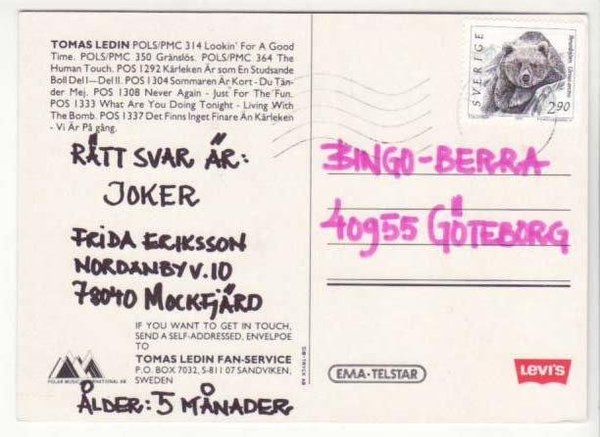 TOMAS LEDIN POLS/PMC 314 Lookin' For A Good
Time. POLS/PMC 350 Gränslös. POLS/PMC 364 The
Human Touch. POS 1292 Kärleken Är som En Studsande
Boll Del I—Del II. POS 1304 Sommaren Är Kort - Du Tän-
der Mej. POS 1308 Never Again - Just For The Fun.
POS 1333 What Are You Doing Tonight - Living With
The Bomb. POS 1337 Det Finns Inget Finare Än Kärleken
- Vi Är På gång.
RÄTT SVAR ÄR:
JOKER
FRIDA ERIKSSON
NORDANBYV.10
78040 MOCKFJÄRD
IF YOU WANT TO GET IN TOUCH,
SEND A SELF-ADDRESSED, ENVELPOE
TO
TOMAS LEDIN FAN-SERVICE
P.O. BOX 7032, S-811 07 SANDVIKEN,
SWEDEN
POLAR MUSIC INTERNATIONAL AB
ÅLDER: 5 MÅNADER
SVERIGE
2.90
BINGO-BERRA
40955 GÖTEBORG
EMA-TELSTAR
LEVI'S